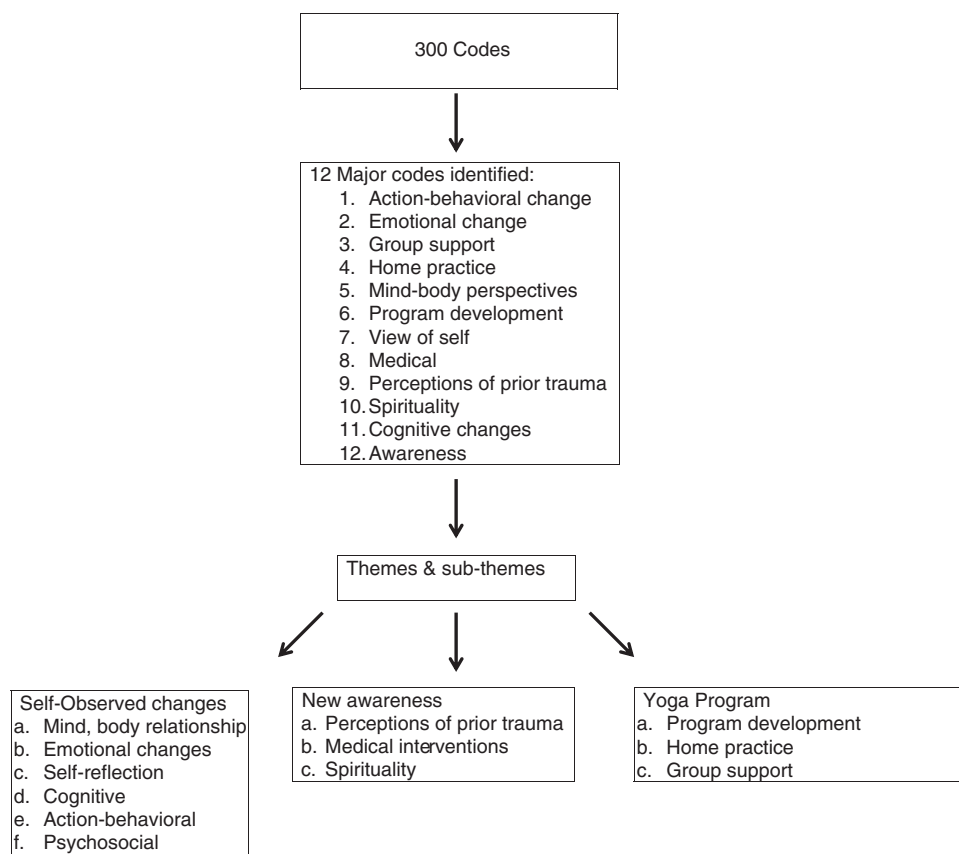 300 Codes
12 Major codes identified:
1. Action-behavioral change
2. Emotional change
3. Group support
4. Home practice
5. Mind-body perspectives
6. Program development
7. View of self
8. Medical
9. Perceptions of prior trauma
10. Spirituality
11. Cognitive changes
12. Awareness
Themes & sub-themes
Self-Observed changes
a. Mind, body relationship
b. Emotional changes
c. Self-reflection
d. Cognitive
e. Action-behavioral
f. Psychosocial
New awareness
a. Perceptions of prior trauma
b. Medical interventions
c. Spirituality
Yoga Program
a. Program development
b. Home practice
c. Group support